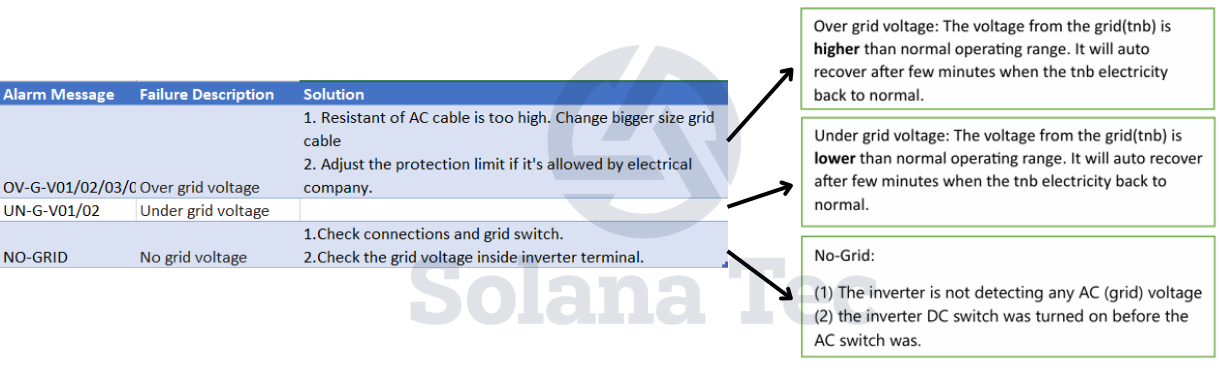 Alarm Message Failure Description Solution
1. Resistant of AC cable is too high. Change bigger size grid
cable
2. Adjust the protection limit if it's allowed by electrical
OV-G-V01/02/03/0 Over grid voltage company.
UN-G-V01/02 Under grid voltage
1.Check connections and grid switch.
NO-GRID No grid voltage 2.Check the grid voltage inside inverter terminal.
Over grid voltage: The voltage from the grid(tnb) is
higher than normal operating range. It will auto
recover after few minutes when the tnb electricity
back to normal.
Under grid voltage: The voltage from the grid(tnb) is
lower than normal operating range. It will auto recover
after few minutes when the tnb electricity back to
normal.
No-Grid:
(1) The inverter is not detecting any AC (grid) voltage
(2) the inverter DC switch was turned on before the
AC switch was.
Solana Tec